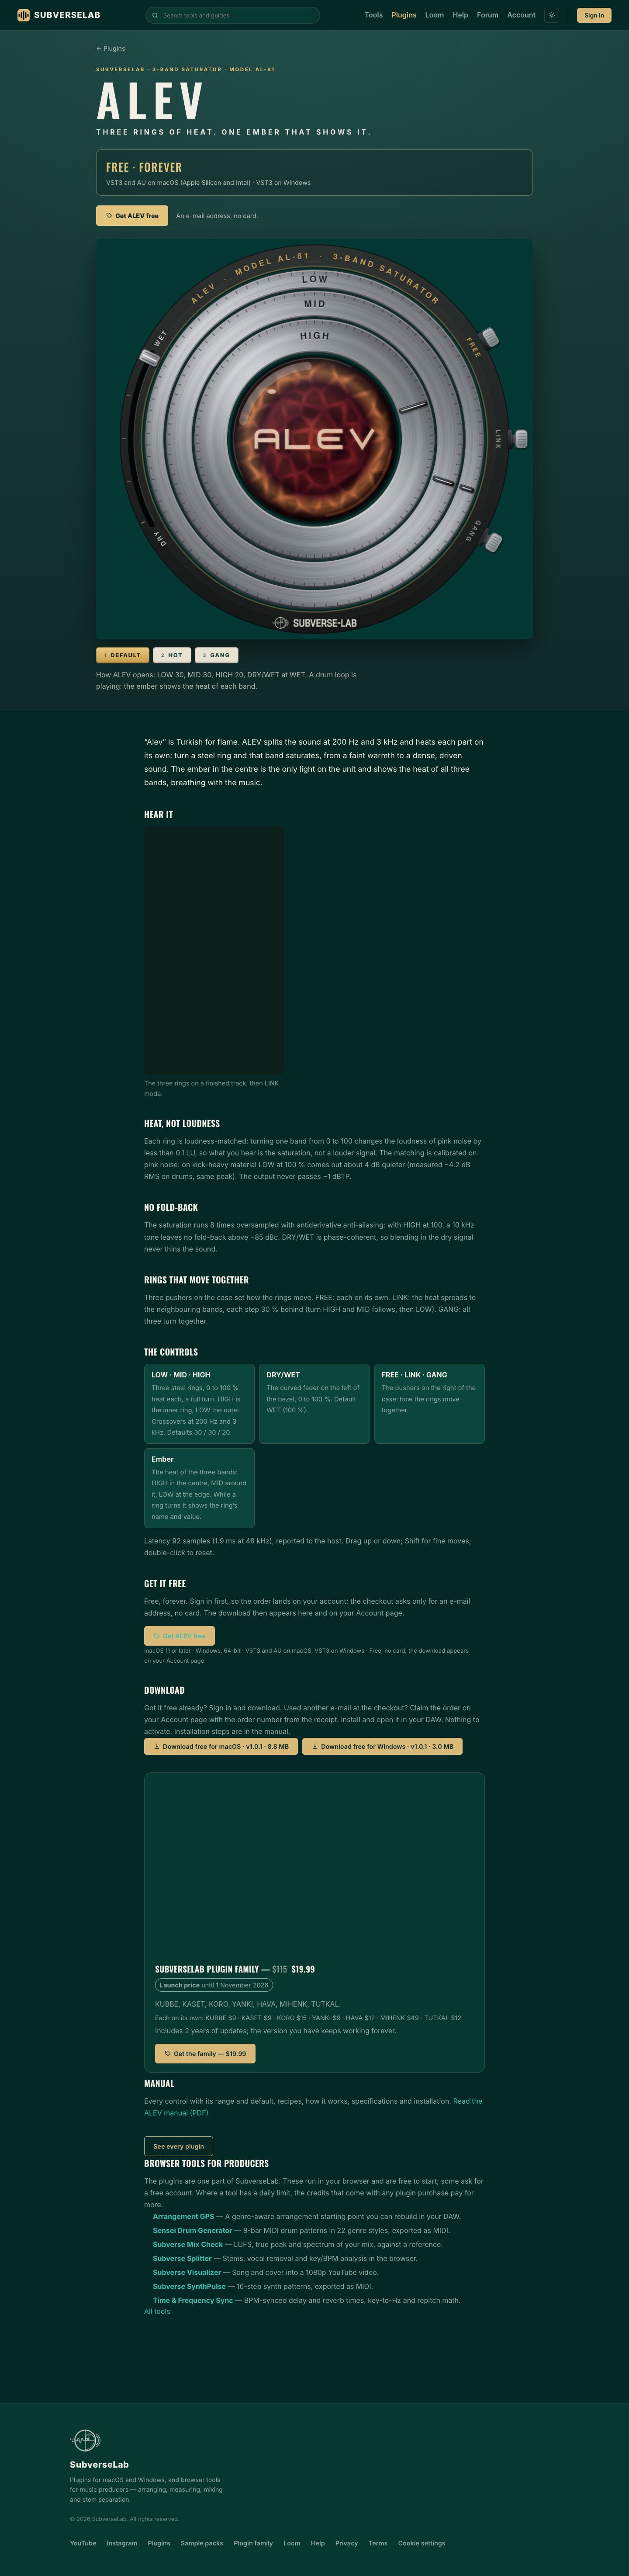 SUBVERSELAB
Search tools and guides
Tools Plugins Loom Help Forum Account Sign In
← Plugins
SUBVERSELAB · 3-BAND SATURATOR · MODEL AL-81
ALEV
THREE RINGS OF HEAT. ONE EMBER THAT SHOWS IT.
FREE · FOREVER
VST3 and AU on macOS (Apple Silicon and Intel) · VST3 on Windows
Get ALEV free
An e-mail address, no card.
ALEV · MODEL AL-81 · 3-BAND SATURATOR
LOW
MID
HIGH
WET
FREE
ALEV
LINK
DRY
GANG
SUBVERSE-LAB
1 DEFAULT 2 HOT 3 GANG
How ALEV opens: LOW 30, MID 30, HIGH 20, DRY/WET at WET. A drum loop is
playing: the ember shows the heat of each band.
“Alev” is Turkish for flame. ALEV splits the sound at 200 Hz and 3 kHz and heats each part on
its own: turn a steel ring and that band saturates, from a faint warmth to a dense, driven
sound. The ember in the centre is the only light on the unit and shows the heat of all three
bands, breathing with the music.
HEAR IT
The three rings on a finished track, then LINK
mode.
HEAT, NOT LOUDNESS
Each ring is loudness-matched: turning one band from 0 to 100 changes the loudness of pink noise by
less than 0.1 LU, so what you hear is the saturation, not a louder signal. The matching is calibrated on
pink noise: on kick-heavy material LOW at 100 % comes out about 4 dB quieter (measured −4.2 dB
RMS on drums, same peak). The output never passes −1 dBTP.
NO FOLD-BACK
The saturation runs 8 times oversampled with antiderivative anti-aliasing: with HIGH at 100, a 10 kHz
tone leaves no fold-back above −85 dBc. DRY/WET is phase-coherent, so blending in the dry signal
never thins the sound.
RINGS THAT MOVE TOGETHER
Three pushers on the case set how the rings move. FREE: each on its own. LINK: the heat spreads to
the neighbouring bands, each step 30 % behind (turn HIGH and MID follows, then LOW). GANG: all
three turn together.
THE CONTROLS
LOW · MID · HIGH
Three steel rings, 0 to 100 %
heat each, a full turn. HIGH is
the inner ring, LOW the outer.
Crossovers at 200 Hz and 3
kHz. Defaults 30 / 30 / 20.
DRY/WET
The curved fader on the left of
the bezel, 0 to 100 %. Default
WET (100 %).
FREE · LINK · GANG
The pushers on the right of the
case: how the rings move
together.
Ember
The heat of the three bands:
HIGH in the centre, MID around
it, LOW at the edge. While a
ring turns it shows the ring's
name and value.
Latency 92 samples (1.9 ms at 48 kHz), reported to the host. Drag up or down; Shift for fine moves;
double-click to reset.
GET IT FREE
Free, forever. Sign in first, so the order lands on your account; the checkout asks only for an e-mail
address, no card. The download then appears here and on your Account page.
Get ALEV free
macOS 11 or later · Windows, 64-bit · VST3 and AU on macOS, VST3 on Windows · Free, no card; the download appears
on your Account page
DOWNLOAD
Got it free already? Sign in and download. Used another e-mail at the checkout? Claim the order on
your Account page with the order number from the receipt. Install and open it in your DAW. Nothing to
activate. Installation steps are in the manual.
Download free for macOS · v1.0.1 · 8.8 MB
Download free for Windows · v1.0.1 · 3.0 MB
SUBVERSELAB PLUGIN FAMILY — $115 $19.99
Launch price until 1 November 2026
KUBBE, KASET, KORO, YANKI, HAVA, MIHENK, TUTKAL.
Each on its own: KUBBE $9 · KASET $9 · KORO $15 · YANKI $9 · HAVA $12 · MIHENK $49 · TUTKAL $12
Includes 2 years of updates; the version you have keeps working forever.
Get the family — $19.99
MANUAL
Every control with its range and default, recipes, how it works, specifications and installation. Read the
ALEV manual (PDF)
See every plugin
BROWSER TOOLS FOR PRODUCERS
The plugins are one part of SubverseLab. These run in your browser and are free to start; some ask for
a free account. Where a tool has a daily limit, the credits that come with any plugin purchase pay for
more.
Arrangement GPS — A genre-aware arrangement starting point you can rebuild in your DAW.
Sensei Drum Generator — 8-bar MIDI drum patterns in 22 genre styles, exported as MIDI.
Subverse Mix Check — LUFS, true peak and spectrum of your mix, against a reference.
Subverse Splitter — Stems, vocal removal and key/BPM analysis in the browser.
Subverse Visualizer — Song and cover into a 1080p YouTube video.
Subverse SynthPulse — 16-step synth patterns, exported as MIDI.
Time & Frequency Sync — BPM-synced delay and reverb times, key-to-Hz and repitch math.
All tools
SubverseLab
Plugins for macOS and Windows, and browser tools
for music producers — arranging, measuring, mixing
and stem separation.
© 2026 SubverseLab. All rights reserved.
YouTube Instagram Plugins Sample packs Plugin family Loom Help Privacy Terms Cookie settings